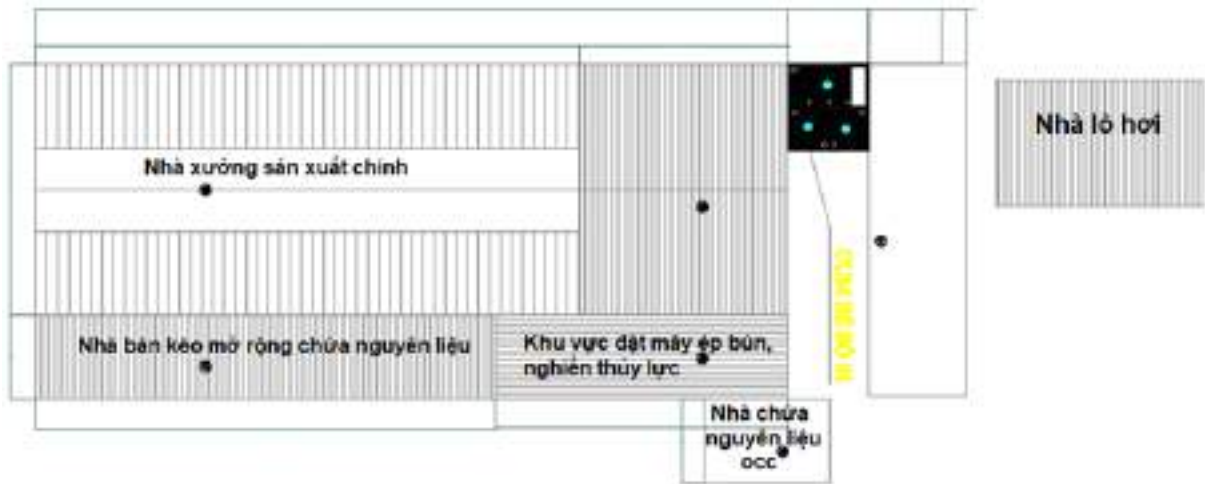 Nhà xưởng sản xuất chính
Nhà lò hơi
Nhà bán kéo mở rộng chứa nguyên liệu
Khu vực đặt máy ép bùn,
nghiền thủy lực
Nhà chứa
nguyên liệu
occ